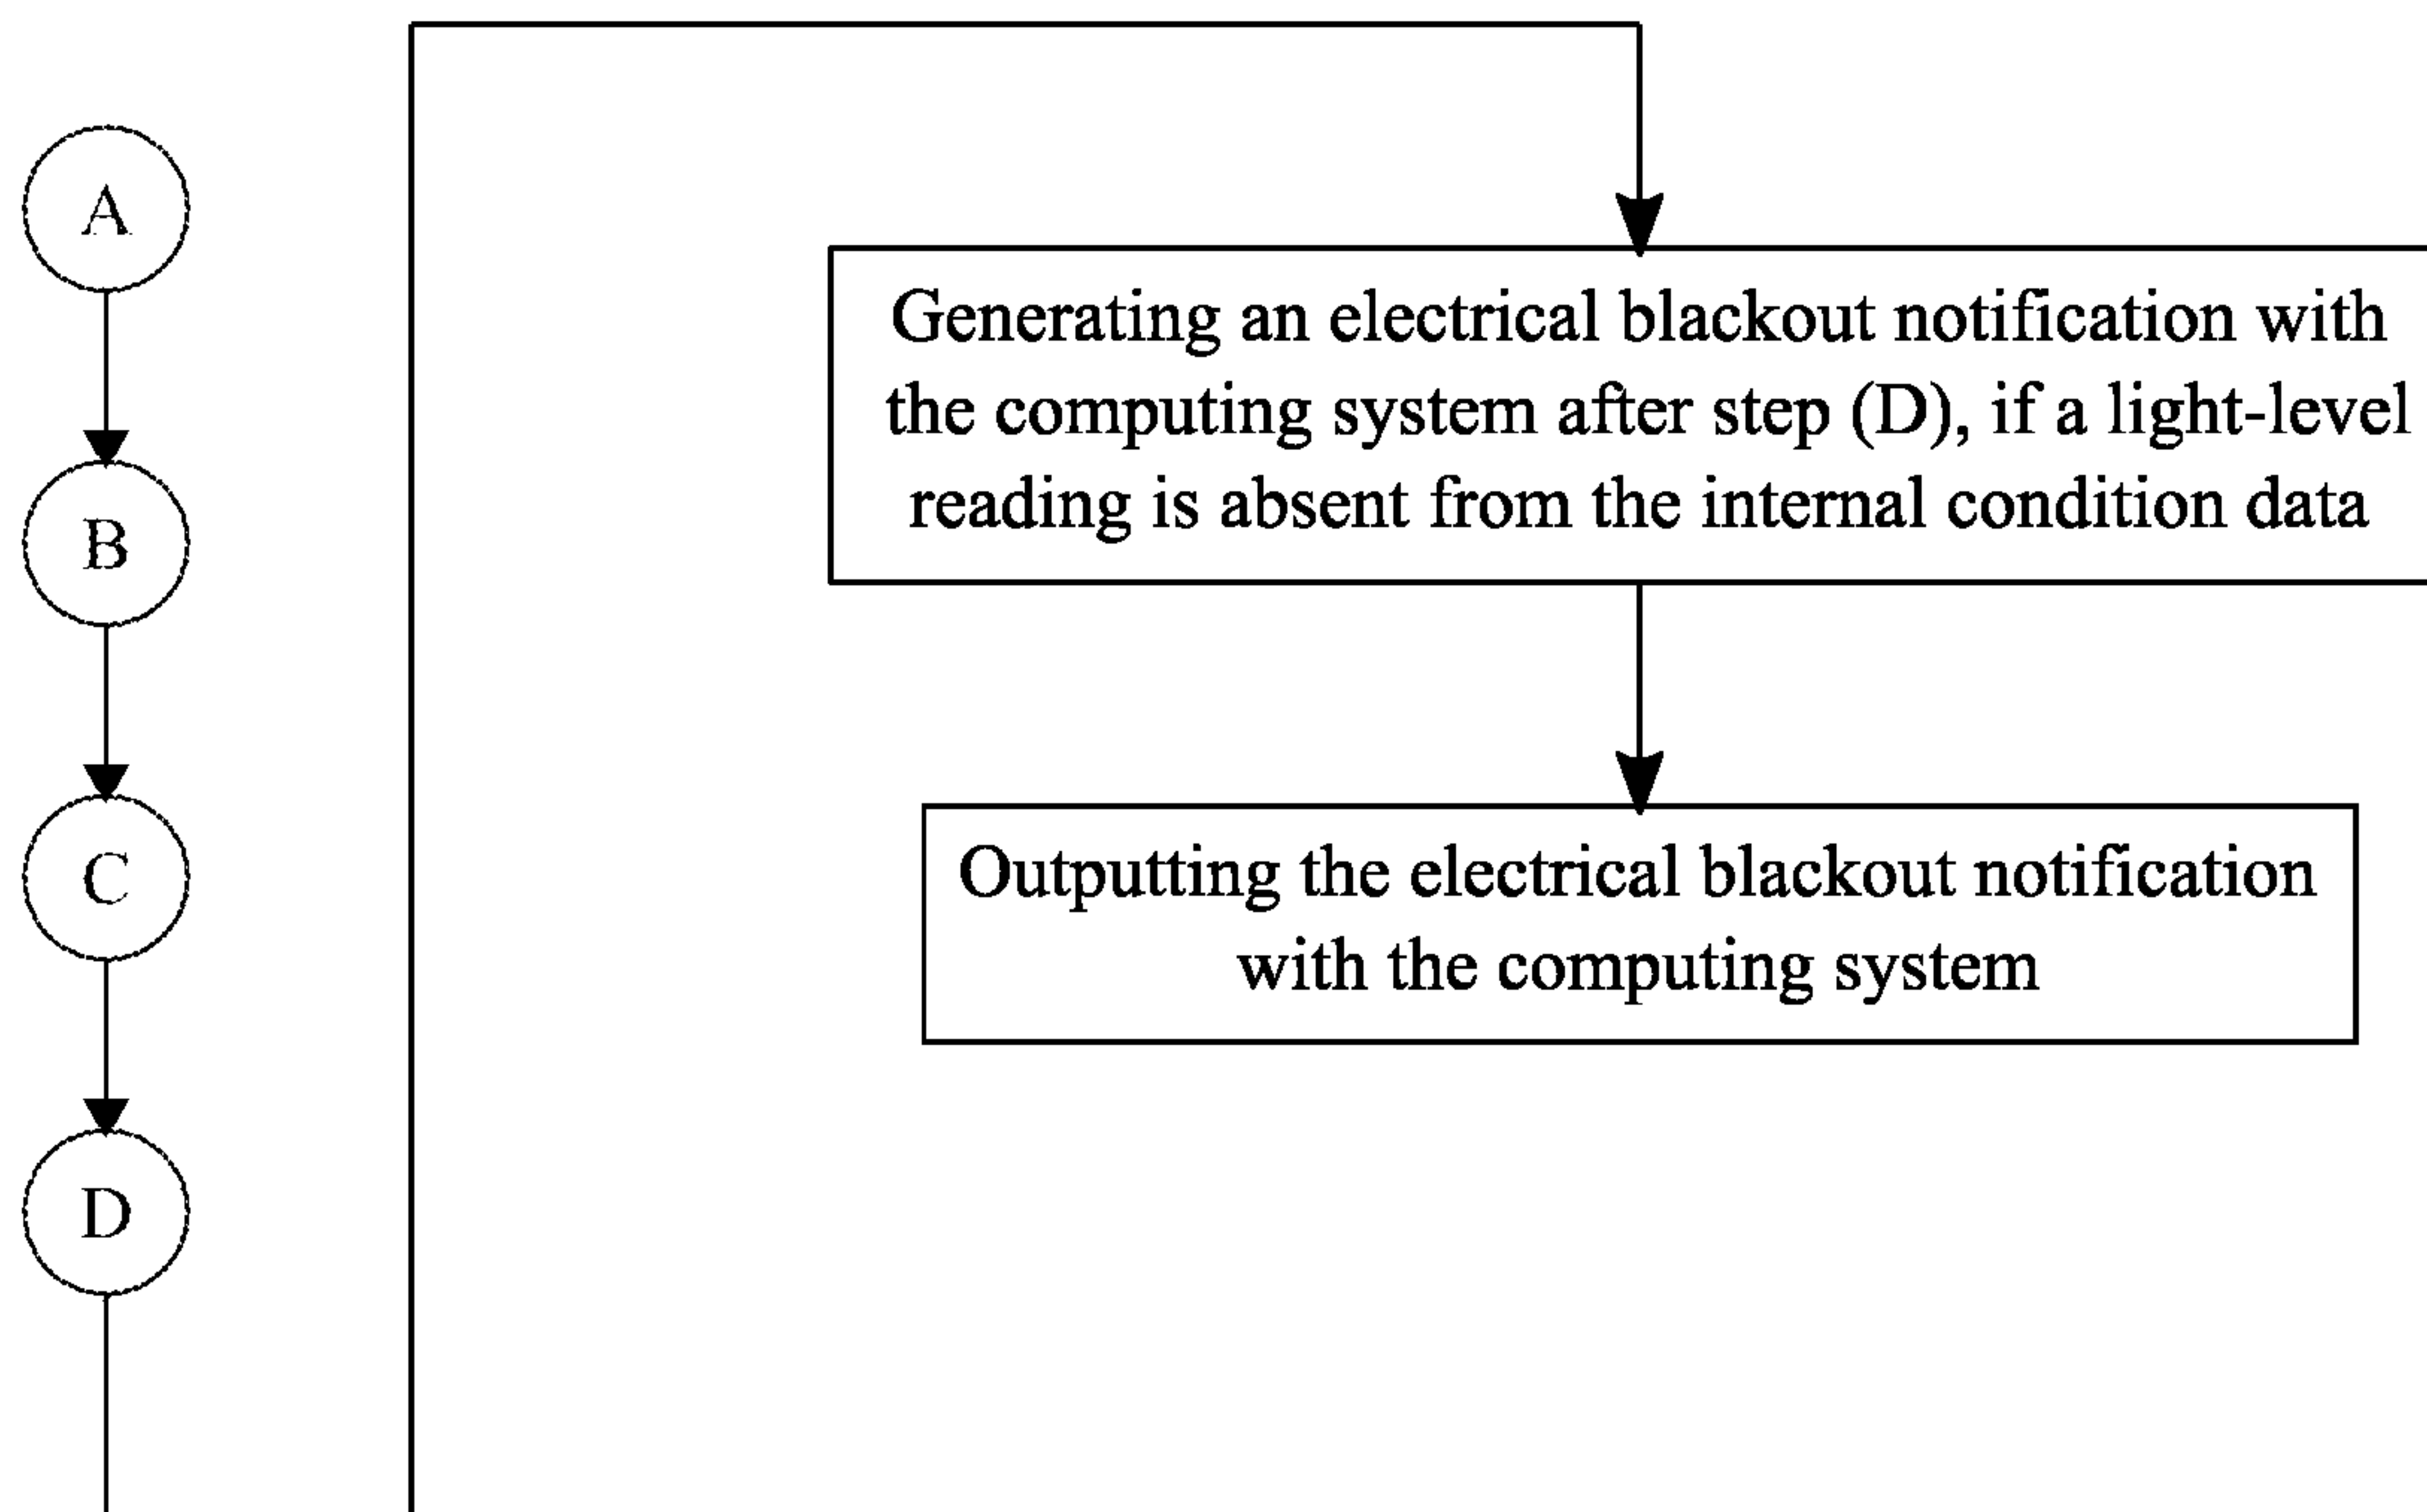 A
B
C
D
Generating an electrical blackout notification with
the computing system after step (D), if a light-level
reading is absent from the internal condition data
Outputting the electrical blackout notification
with the computing system